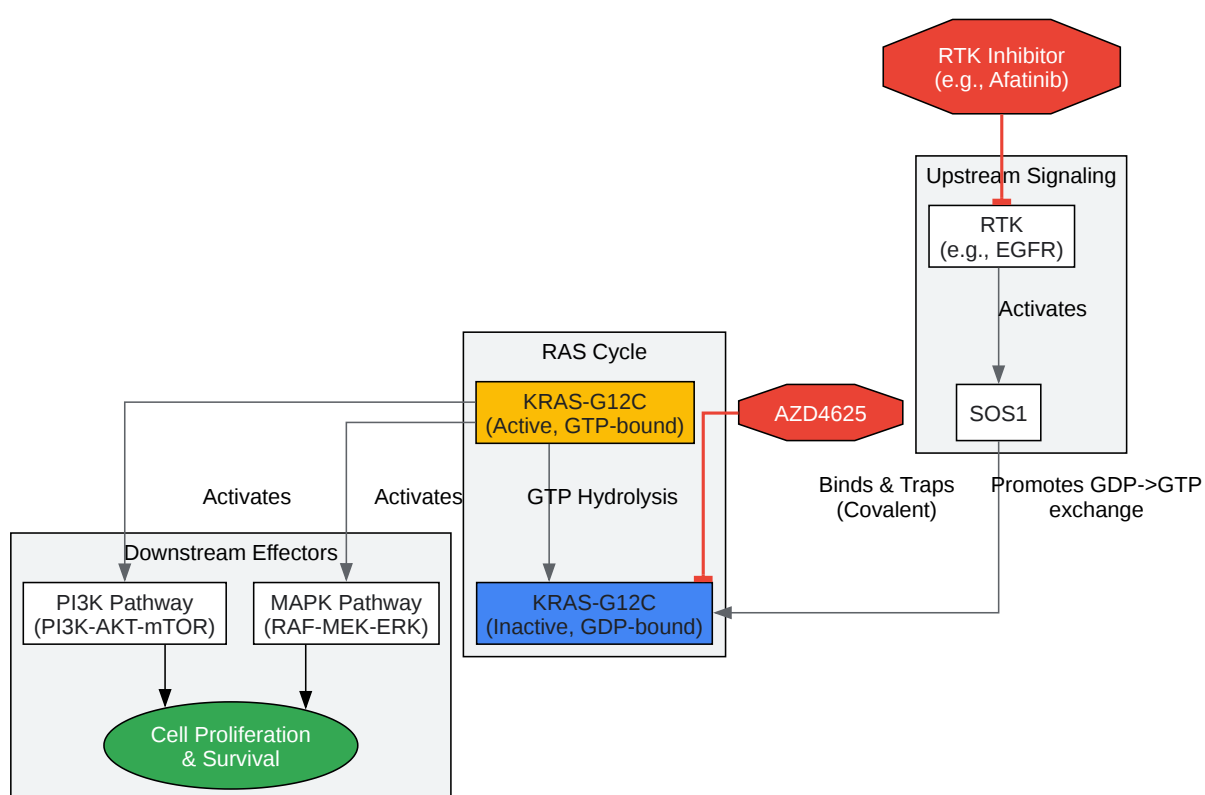 RTK Inhibitor
(e.g., Afatinib)
Upstream Signaling
RTK
(e.g., EGFR)
Activates
SOS1
RAS Cycle
KRAS-G12C
(Active, GTP-bound)
AZD4625
Activates
Activates
GTP Hydrolysis
Binds & Traps
(Covalent)
Promotes GDP->GTP
exchange
Downstream Effectors
PI3K Pathway
(PI3K-AKT-mTOR)
MAPK Pathway
(RAF-MEK-ERK)
KRAS-G12C
(Inactive, GDP-bound)
Cell Proliferation
& Survival